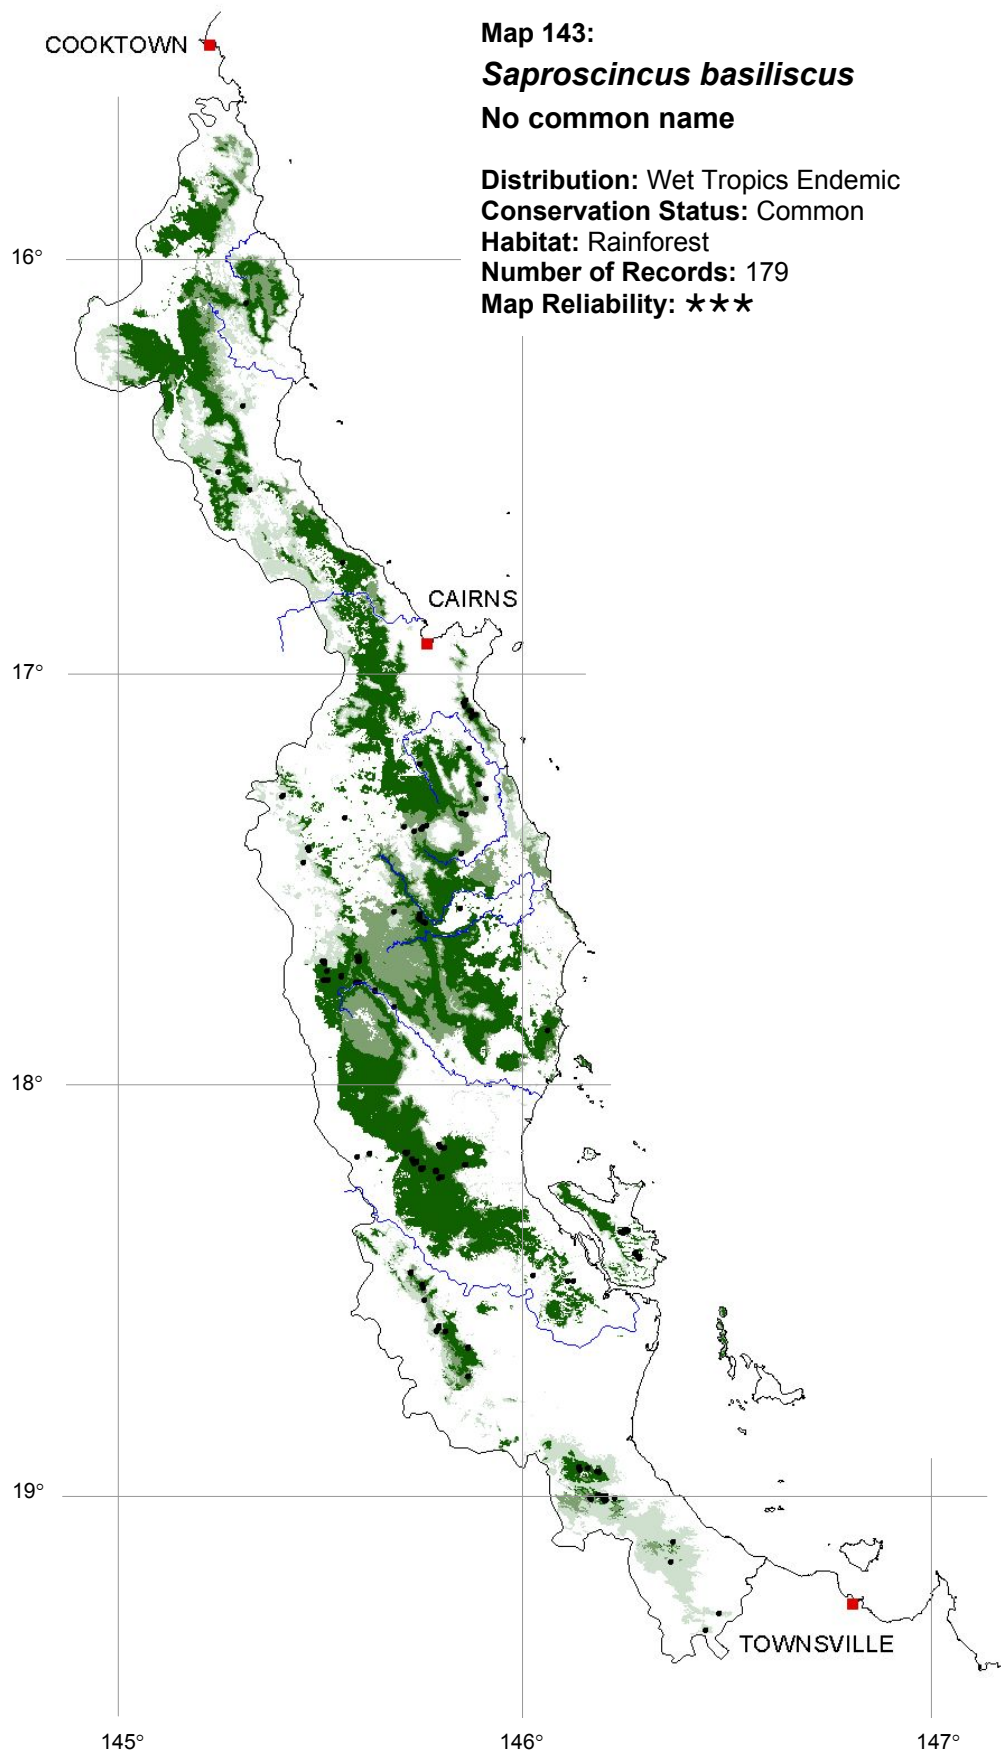 COOKTOWN
Map 143:
Saproscincus basiliscus
No common name
Distribution: Wet Tropics Endemic
Conservation Status: Common
Habitat: Rainforest
Number of Records: 179
Map Reliability: ★★★
16°
CAIRNS
17°
18°
19°
TOWNSVILLE
145° 146° 147°